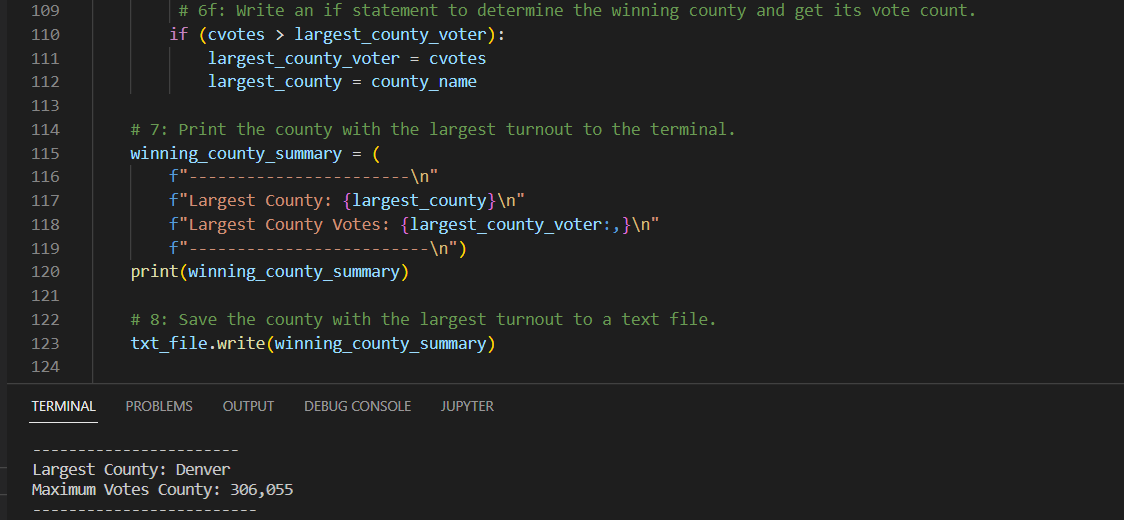 109 # 6f: Write an if statement to determine the winning county and get its vote count.
110 if (cvotes > largest_county_voter):
111 largest_county_voter = cvotes
112 largest_county = county_name
113
114 # 7: Print the county with the largest turnout to the terminal.
115 winning_county_summary = (
116 f"-----------------------\n"
117 f"Largest County: {largest_county}\n"
118 f"Largest County Votes: {largest_county_voter:,}\n"
119 f"-------------------------\n")
120 print(winning_county_summary)
121
122 # 8: Save the county with the largest turnout to a text file.
123 txt_file.write(winning_county_summary)
124
TERMINAL PROBLEMS OUTPUT DEBUG CONSOLE JUPYTER
-----------------------
Largest County: Denver
Maximum Votes County: 306,055
-------------------------